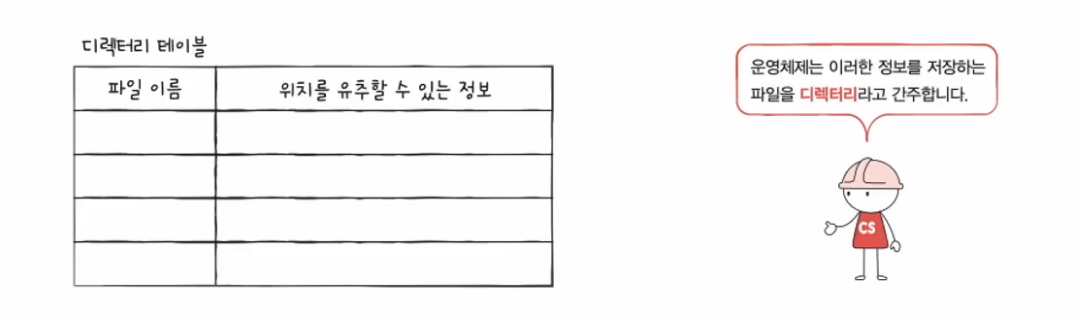 디렉터리 테이블
파일 이름
위치를 유추할 수 있는 정보
운영체제는 이러한 정보를 저장하는
파일을 디렉터리라고 간주합니다.
CS